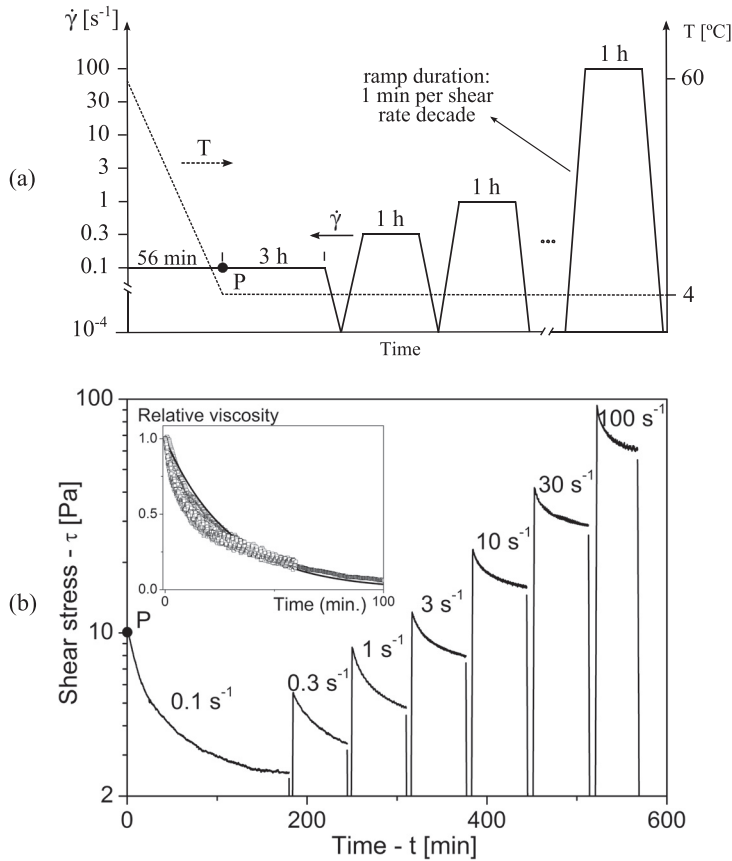 γ̇ [s⁻¹]
T [ºC]
100
30
10
3
1
0.3
0.1
10⁻⁴
60
4
ramp duration:
1 min per shear
rate decade
1 h
1 h
1 h
T
γ̇
56 min
3 h
P
...
Time
(a)
100
10
2
Shear stress - τ [Pa]
Relative viscosity
1.0
0.5
0.0
0
Time (min.)
100
P
0.1 s⁻¹
0.3 s⁻¹
1 s⁻¹
3 s⁻¹
10 s⁻¹
30 s⁻¹
100 s⁻¹
(b)
0
200
400
600
Time - t [min]